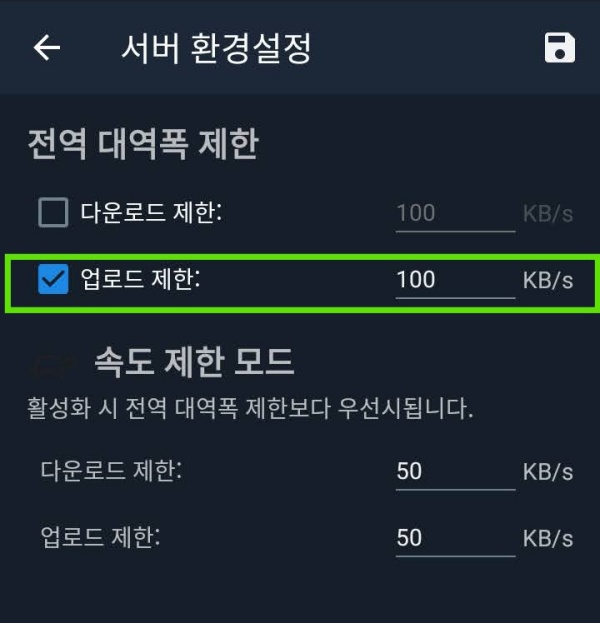 서버 환경설정
전역 대역폭 제한
다운로드 제한: 100 KB/s
업로드 제한: 100 KB/s
속도 제한 모드
활성화 시 전역 대역폭 제한보다 우선시됩니다.
다운로드 제한: 50 KB/s
업로드 제한: 50 KB/s